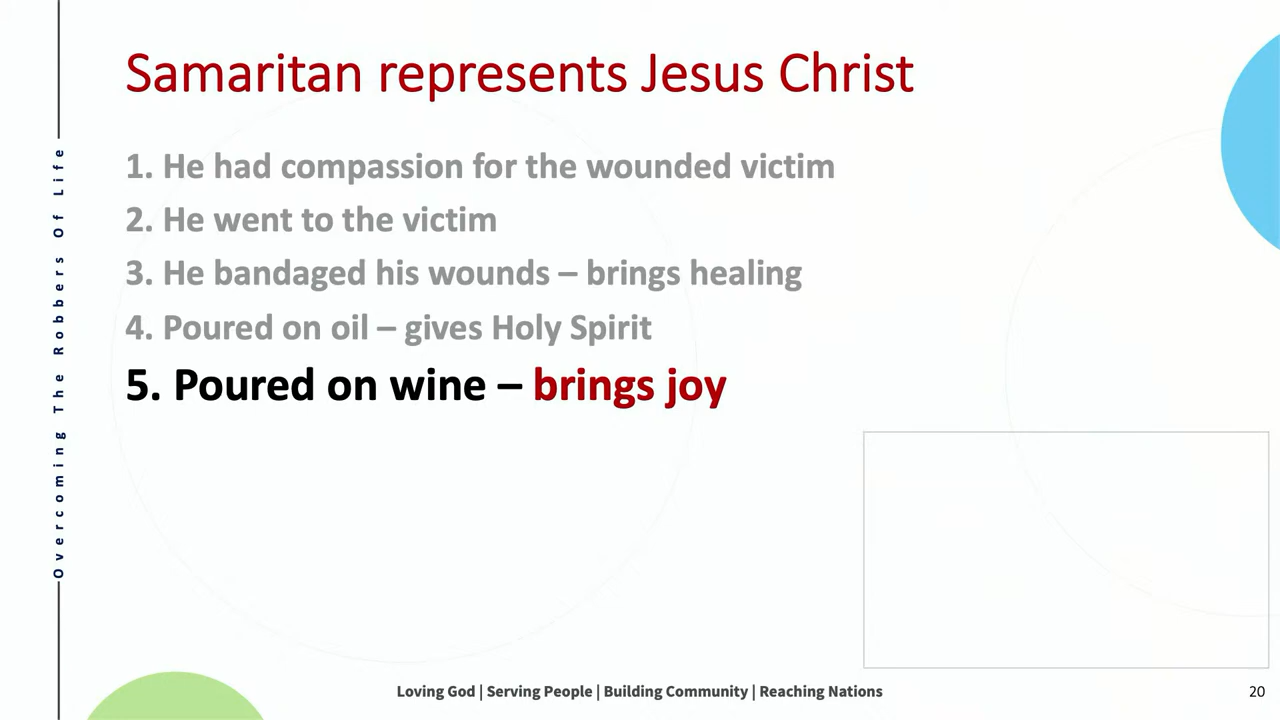 Samaritan represents Jesus Christ
1. He had compassion for the wounded victim
2. He went to the victim
3. He bandaged his wounds – brings healing
4. Poured on oil – gives Holy Spirit
5. Poured on wine – brings joy
Overcoming The Robbers Of Life
Loving God | Serving People | Building Community | Reaching Nations
20